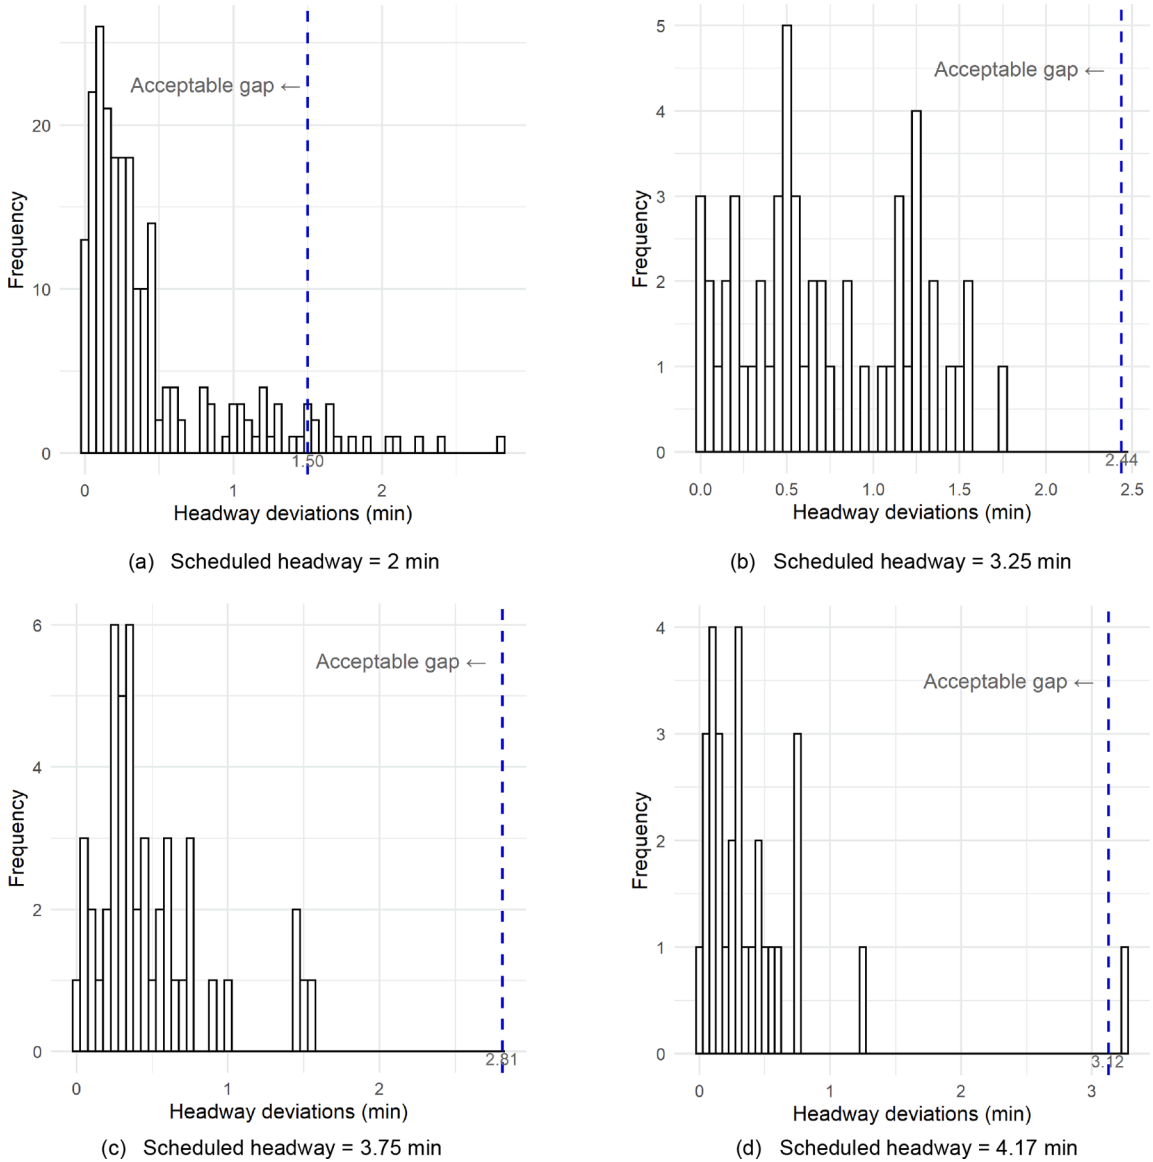 Acceptable gap ←
20
10
0
Frequency
1.50
0 1 2
Headway deviations (min)
(a) Scheduled headway = 2 min
Acceptable gap ←
5
4
3
2
1
0
Frequency
2.44
0.0 0.5 1.0 1.5 2.0 2.5
Headway deviations (min)
(b) Scheduled headway = 3.25 min
Acceptable gap ←
6
4
2
0
Frequency
2.81
0 1 2
Headway deviations (min)
(c) Scheduled headway = 3.75 min
Acceptable gap ←
4
3
2
1
0
Frequency
3.12
0 1 2 3
Headway deviations (min)
(d) Scheduled headway = 4.17 min